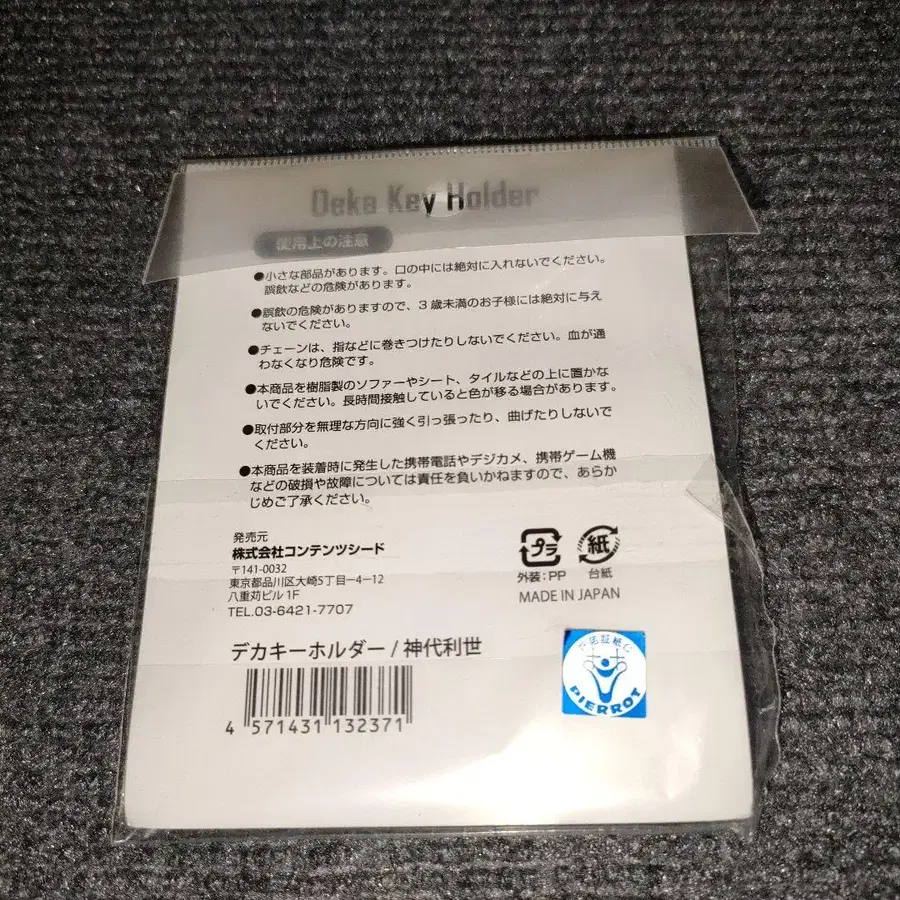 Deka Key Holder
使用上の注意
●小さな部品があります。口の中には絶対に入れないでください。
誤飲などの危険があります。
●誤飲の危険がありますので、3歳未満のお子様には絶対に与え
ないでください。
●チェーンは、指などに巻きつけたりしないでください。血が通
わなくなり危険です。
●本商品を樹脂製のソファーやシート、タイルなどの上に置かな
いでください。長時間接触していると色が移る場合があります。
●取付部分を無理な方向に強く引っ張ったり、曲げたりしないで
ください。
●本商品を装着時に発生した携帯電話やデジカメ、携帯ゲーム機
などの破損や故障については責任を負いかねますので、あらか
じめご了承ください。
発売元
株式会社コンテンツシード
〒141-0032
東京都品川区大崎5丁目ー4-12
八重苅ビル 1F
TEL.03-6421-7707
プラ
外装:PP
紙
台紙
MADE IN JAPAN
デカキーホルダー/神代利世
4 571431 132371
許諾証紙C
PIERROT